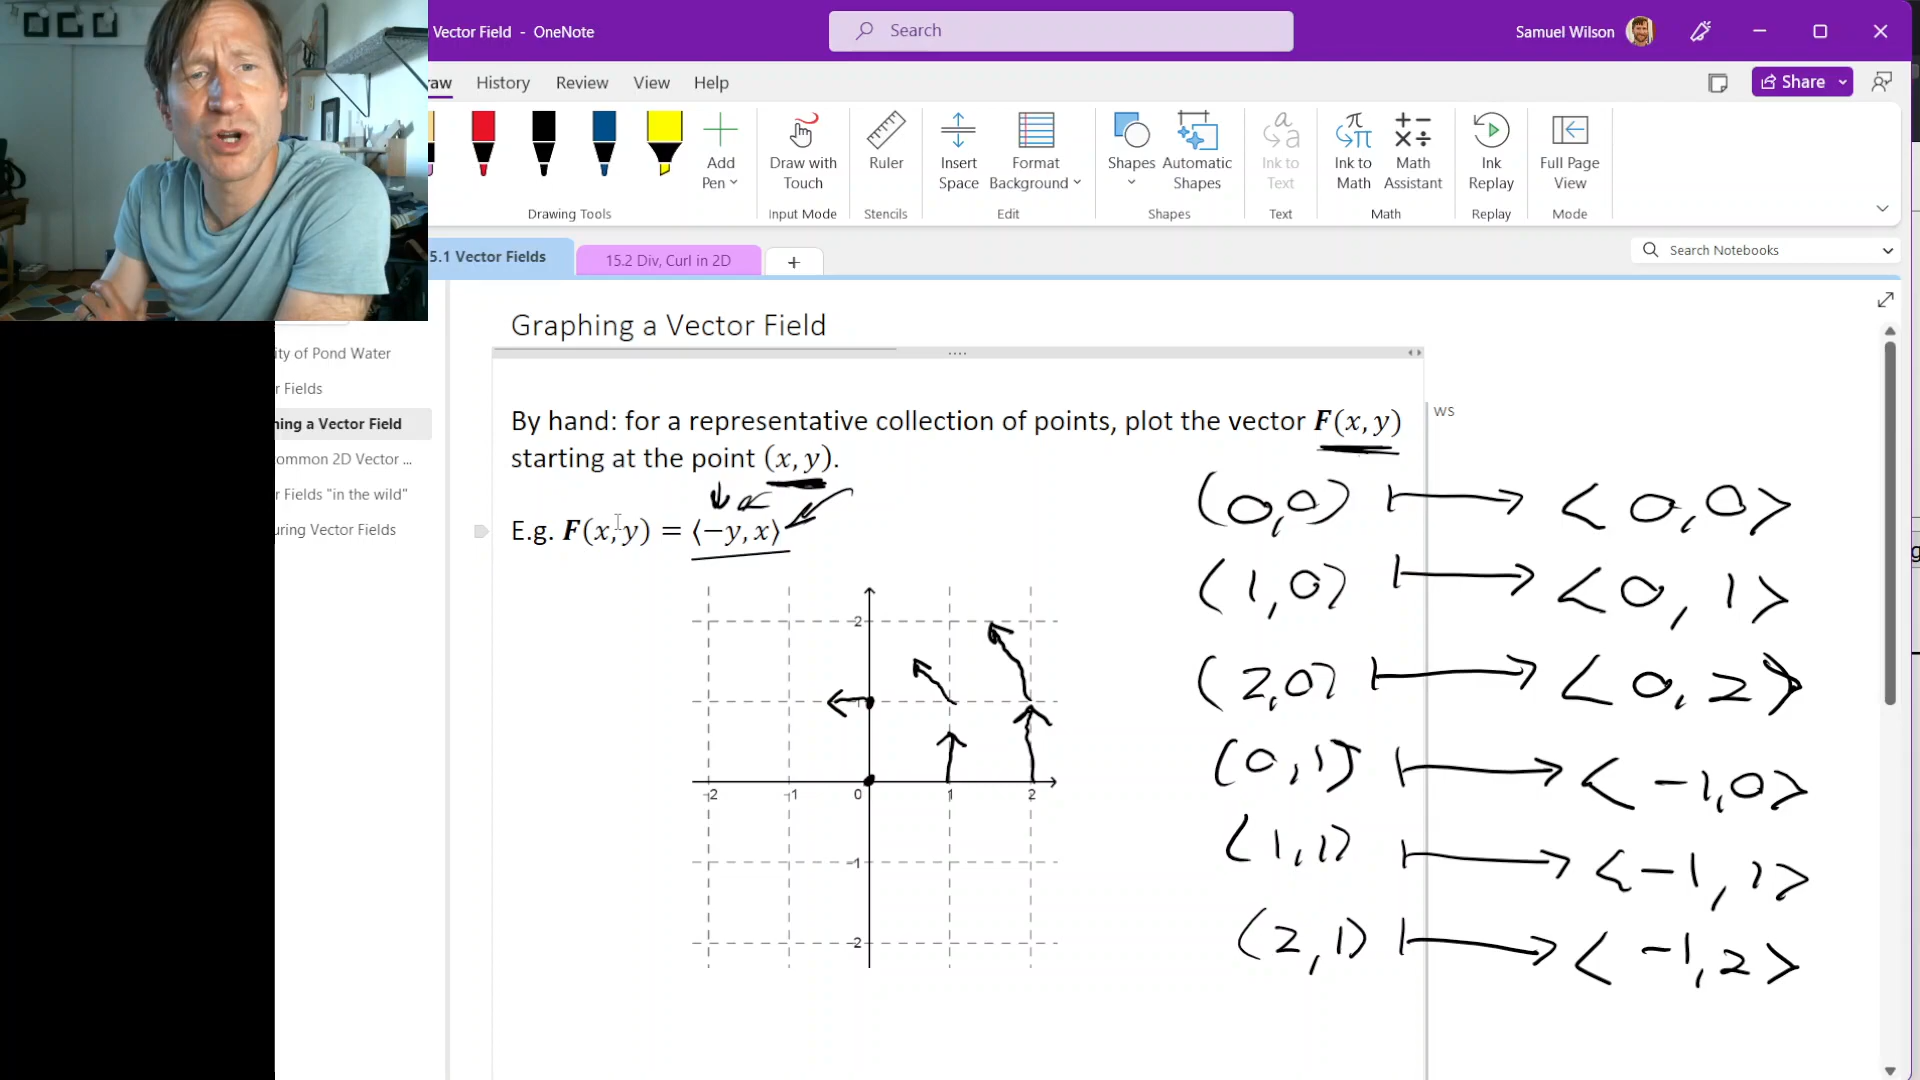 Vector Field - OneNote
Search
Samuel Wilson
aw History Review View Help
Share
Add Pen
Draw with Touch
Ruler
Insert Space
Format Background
Shapes
Automatic Shapes
Ink to Text
Ink to Math
Math Assistant
Ink Replay
Full Page View
Drawing Tools
Input Mode
Stencils
Edit
Shapes
Text
Math
Replay
Mode
5.1 Vector Fields
15.2 Div, Curl in 2D
+
Search Notebooks
ity of Pond Water
r Fields
hing a Vector Field
ommon 2D Vector ...
r Fields "in the wild"
uring Vector Fields
Graphing a Vector Field
By hand: for a representative collection of points, plot the vector F(x, y)
starting at the point (x, y).
E.g. F(x, y) = ⟨−y, x⟩
WS
2
1
-2 -1 0 1 2
-1
-2
(0,0) ↦ <0,0>
(1,0) ↦ <0,1>
(2,0) ↦ <0,2>
(0,1) ↦ <-1,0>
(1,1) ↦ <-1,1>
(2,1) ↦ <-1,2>
g